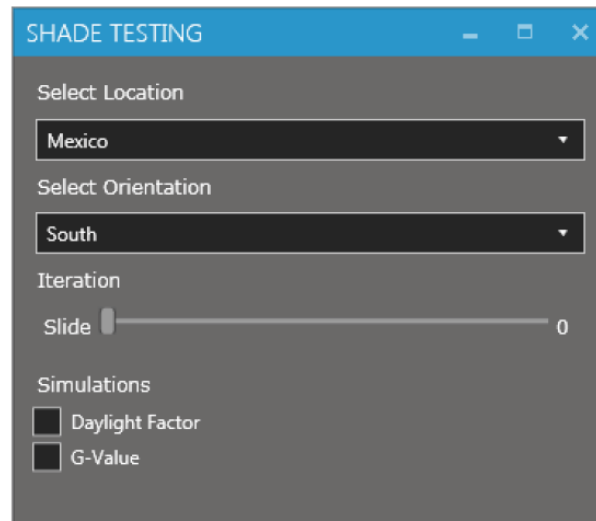 SHADE TESTING
Select Location
Mexico
Select Orientation
South
Iteration
Slide 0
Simulations
Daylight Factor
G-Value